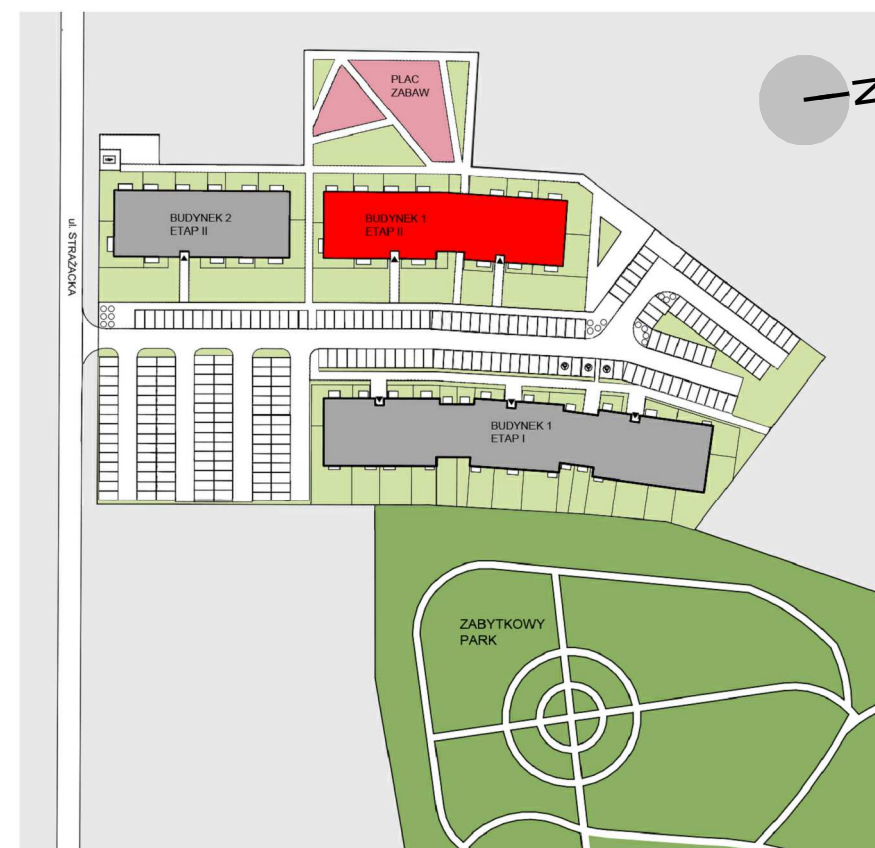 PLAC
ZABAW
N
BUDYNEK 2
ETAP II
BUDYNEK 1
ETAP II
ul. STRAŻACKA
BUDYNEK 1
ETAP I
ZABYTKOWY
PARK